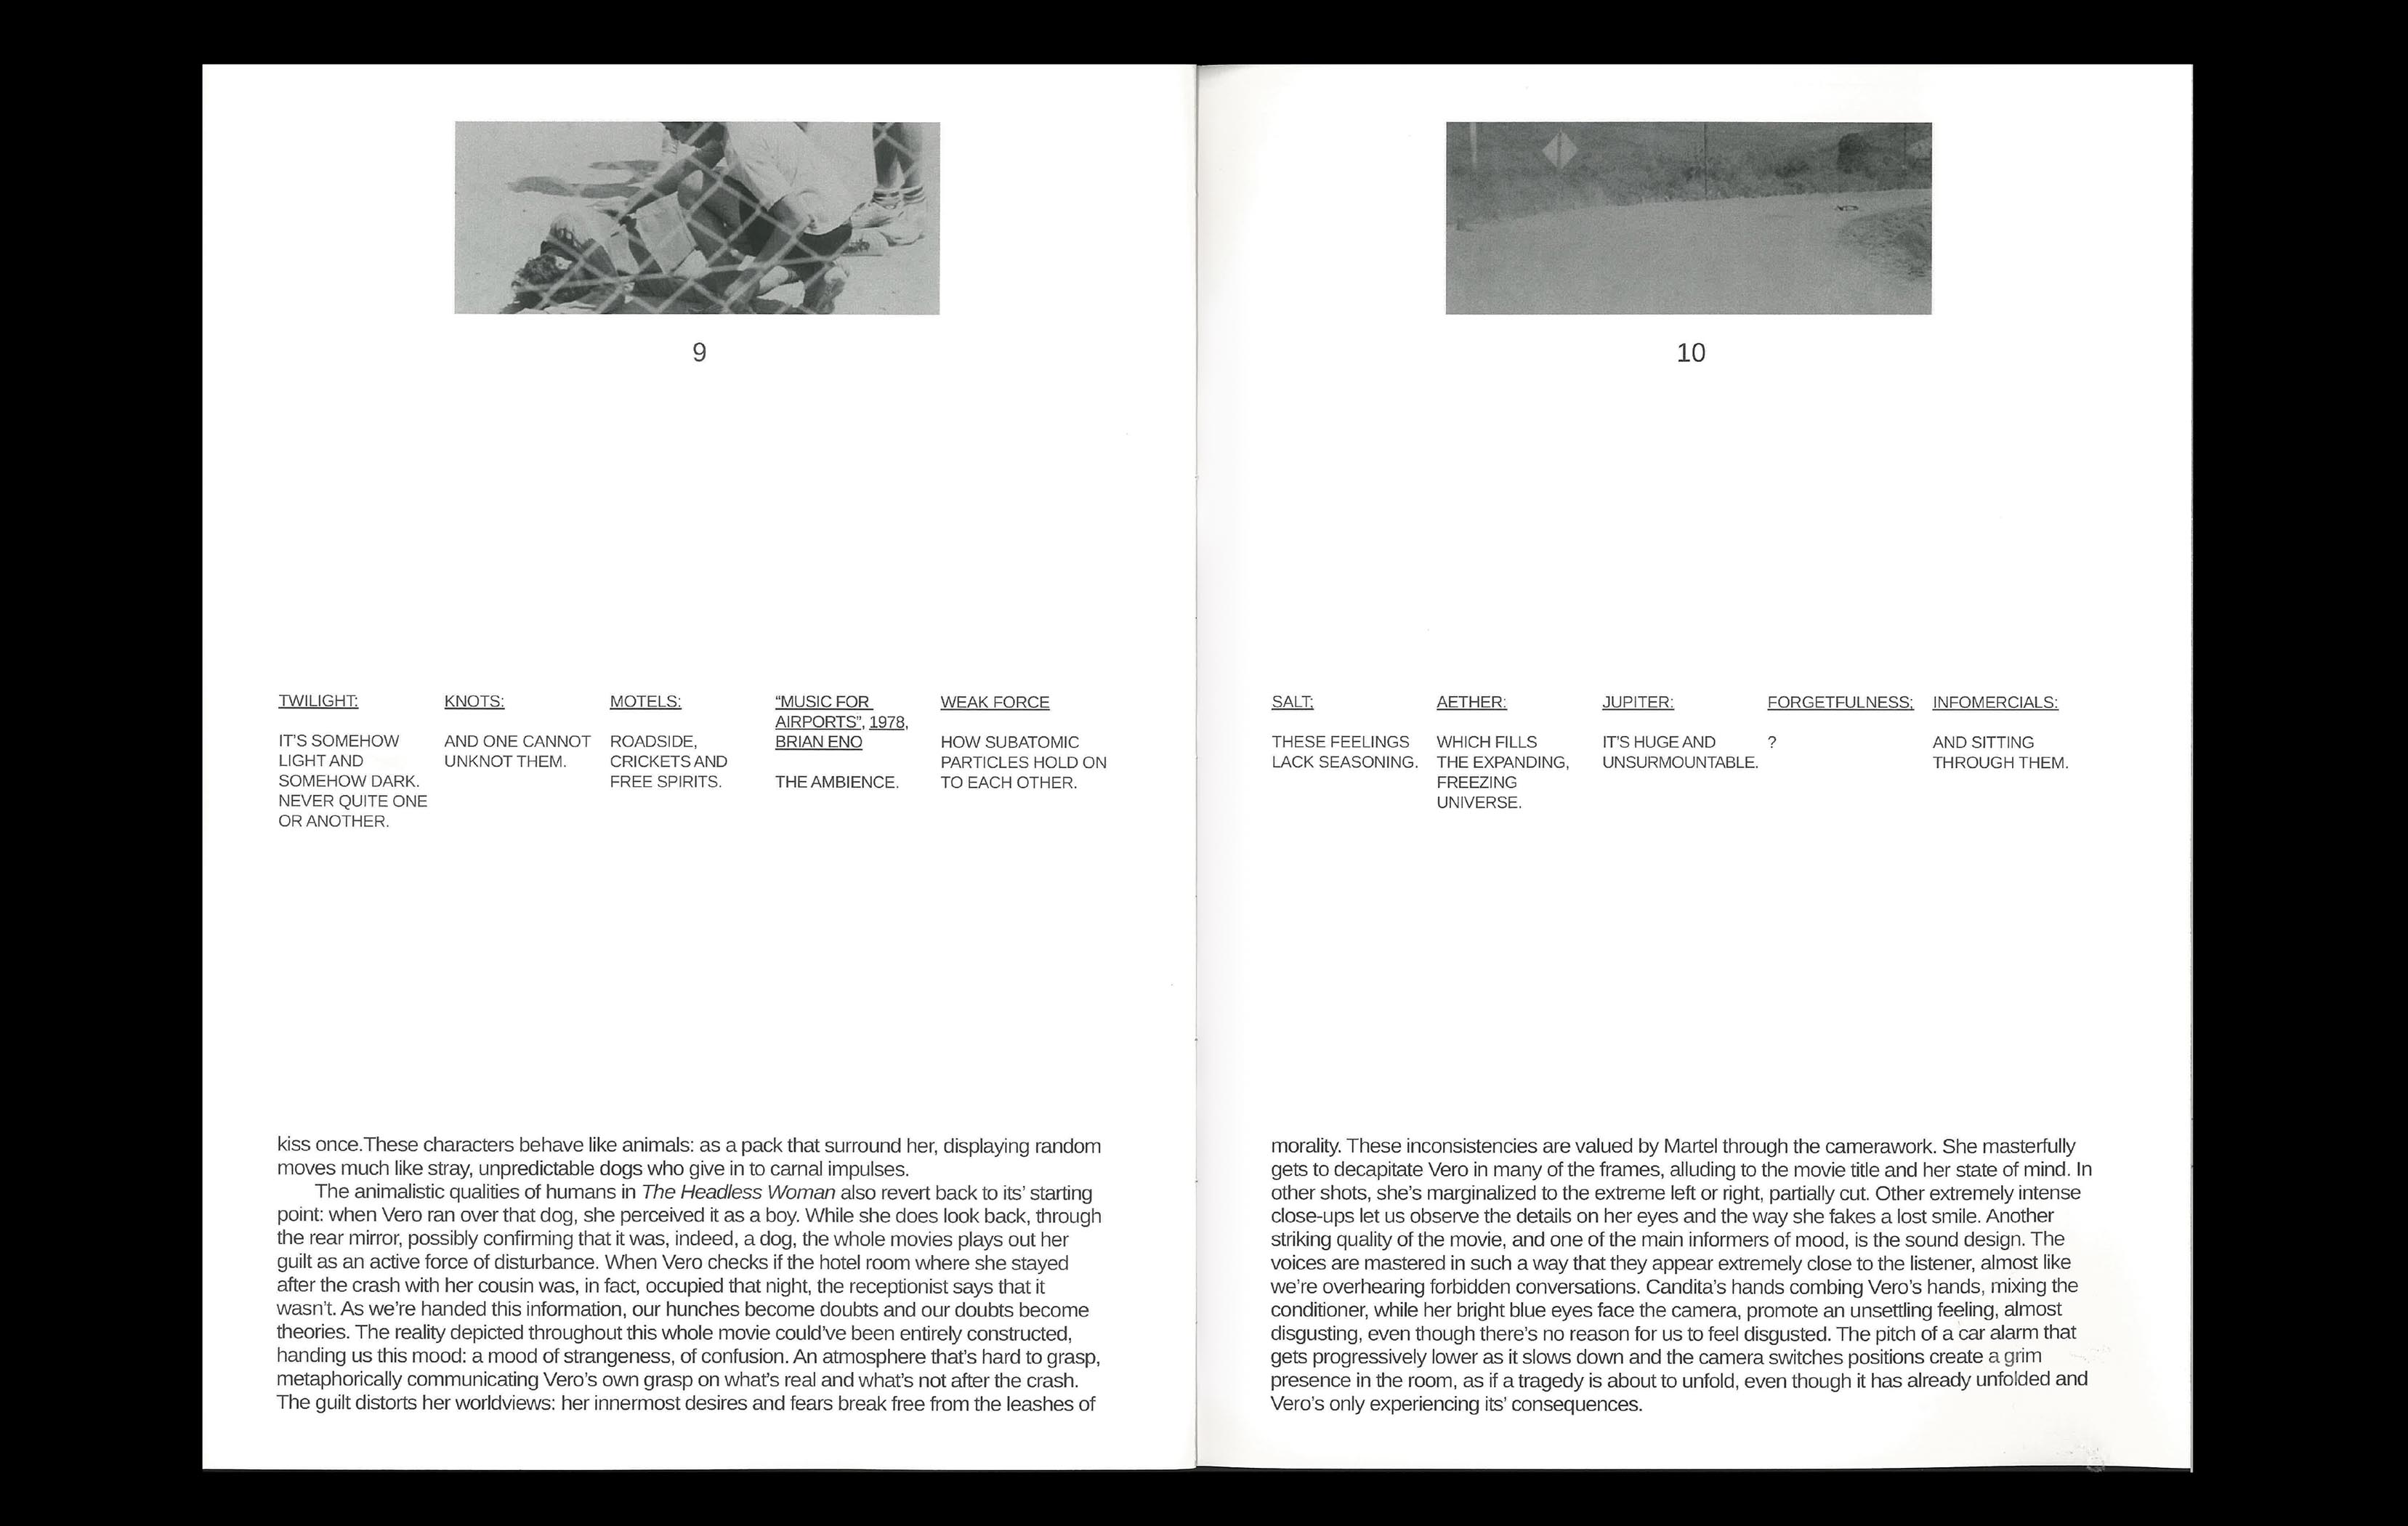 9
TWILIGHT:
IT'S SOMEHOW
LIGHT AND
SOMEHOW DARK.
NEVER QUITE ONE
OR ANOTHER.
KNOTS:
AND ONE CANNOT
UNKNOT THEM.
MOTELS:
ROADSIDE,
CRICKETS AND
FREE SPIRITS.
“MUSIC FOR
AIRPORTS”, 1978,
BRIAN ENO
THE AMBIENCE.
WEAK FORCE
HOW SUBATOMIC
PARTICLES HOLD ON
TO EACH OTHER.
kiss once.These characters behave like animals: as a pack that surround her, displaying random
moves much like stray, unpredictable dogs who give in to carnal impulses.
The animalistic qualities of humans in The Headless Woman also revert back to its’ starting
point: when Vero ran over that dog, she perceived it as a boy. While she does look back, through
the rear mirror, possibly confirming that it was, indeed, a dog, the whole movies plays out her
guilt as an active force of disturbance. When Vero checks if the hotel room where she stayed
after the crash with her cousin was, in fact, occupied that night, the receptionist says that it
wasn’t. As we’re handed this information, our hunches become doubts and our doubts become
theories. The reality depicted throughout this whole movie could’ve been entirely constructed,
handing us this mood: a mood of strangeness, of confusion. An atmosphere that’s hard to grasp,
metaphorically communicating Vero’s own grasp on what’s real and what’s not after the crash.
The guilt distorts her worldviews: her innermost desires and fears break free from the leashes of
10
SALT:
THESE FEELINGS
LACK SEASONING.
AETHER:
WHICH FILLS
THE EXPANDING,
FREEZING
UNIVERSE.
JUPITER:
IT'S HUGE AND
UNSURMOUNTABLE.
FORGETFULNESS:
?
INFOMERCIALS:
AND SITTING
THROUGH THEM.
morality. These inconsistencies are valued by Martel through the camerawork. She masterfully
gets to decapitate Vero in many of the frames, alluding to the movie title and her state of mind. In
other shots, she’s marginalized to the extreme left or right, partially cut. Other extremely intense
close-ups let us observe the details on her eyes and the way she fakes a lost smile. Another
striking quality of the movie, and one of the main informers of mood, is the sound design. The
voices are mastered in such a way that they appear extremely close to the listener, almost like
we’re overhearing forbidden conversations. Candita’s hands combing Vero’s hands, mixing the
conditioner, while her bright blue eyes face the camera, promote an unsettling feeling, almost
disgusting, even though there’s no reason for us to feel disgusted. The pitch of a car alarm that
gets progressively lower as it slows down and the camera switches positions create a grim
presence in the room, as if a tragedy is about to unfold, even though it has already unfolded and
Vero’s only experiencing its’ consequences.